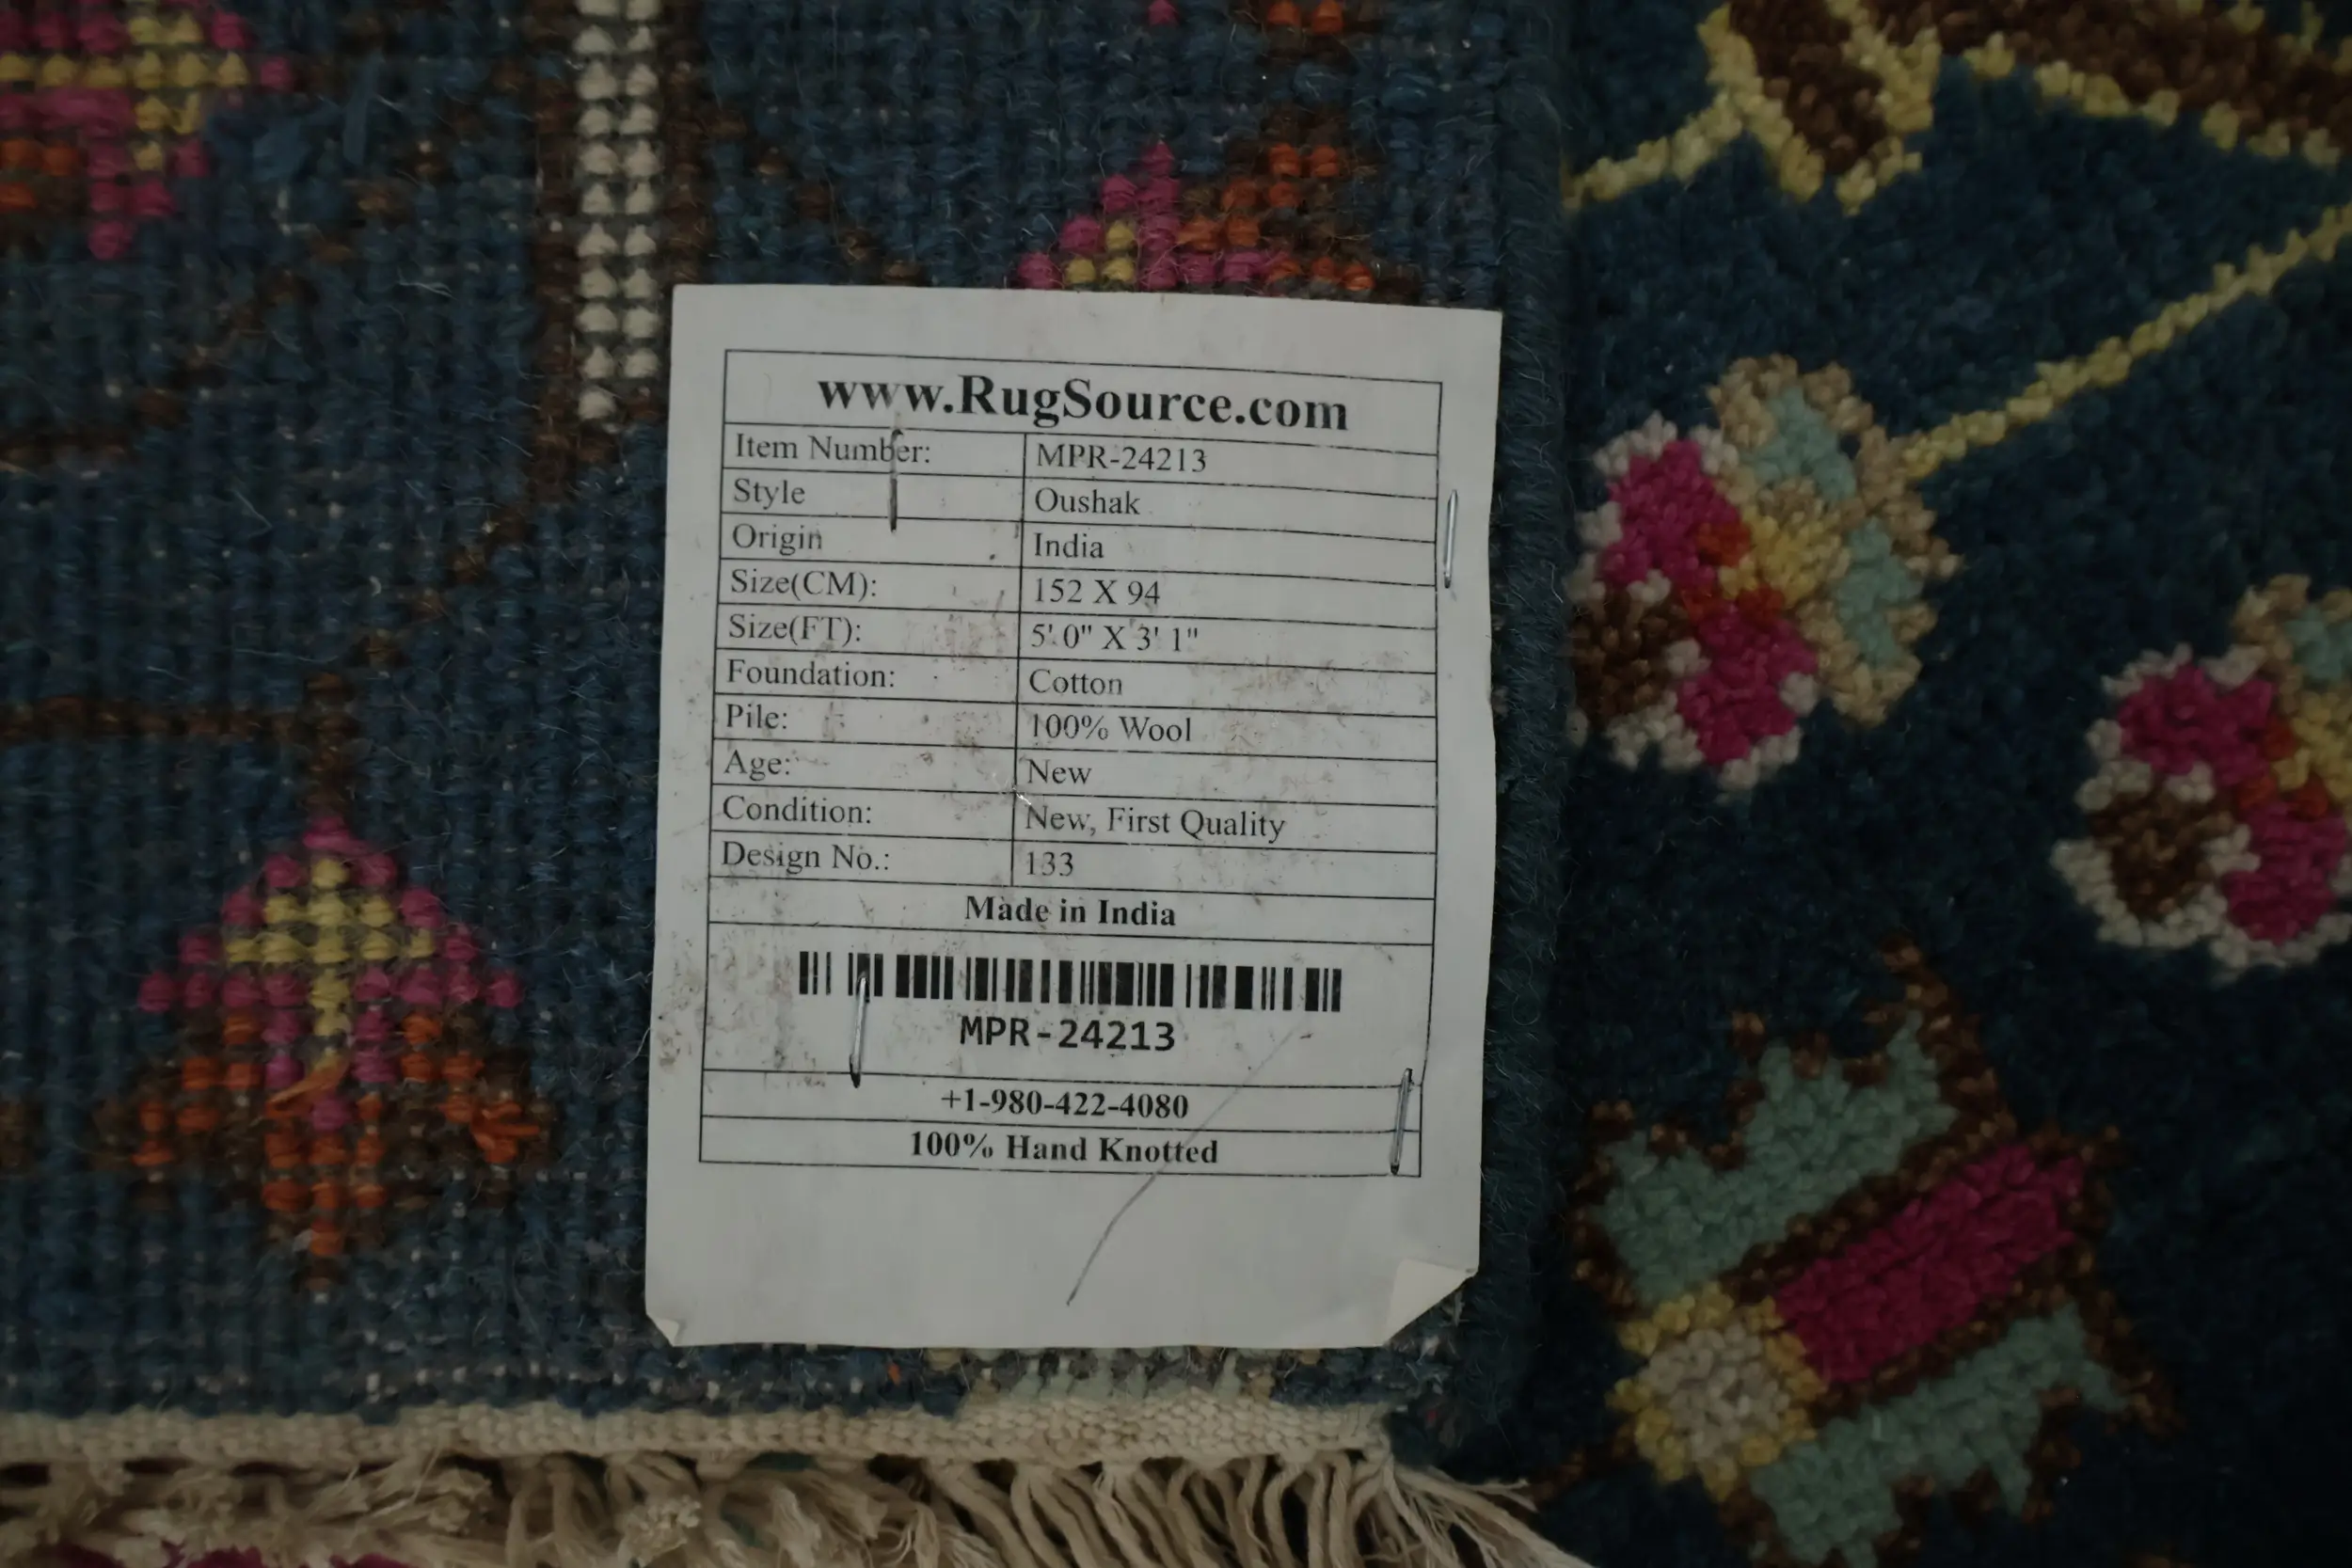 www.RugSource.com
Item Number: MPR-24213
Style Oushak
Origin India
Size(CM): 152 X 94
Size(FT): 5' 0" X 3' 1"
Foundation: Cotton
Pile: 100% Wool
Age: New
Condition: New, First Quality
Design No.: 133
Made in India
MPR-24213
+1-980-422-4080
100% Hand Knotted